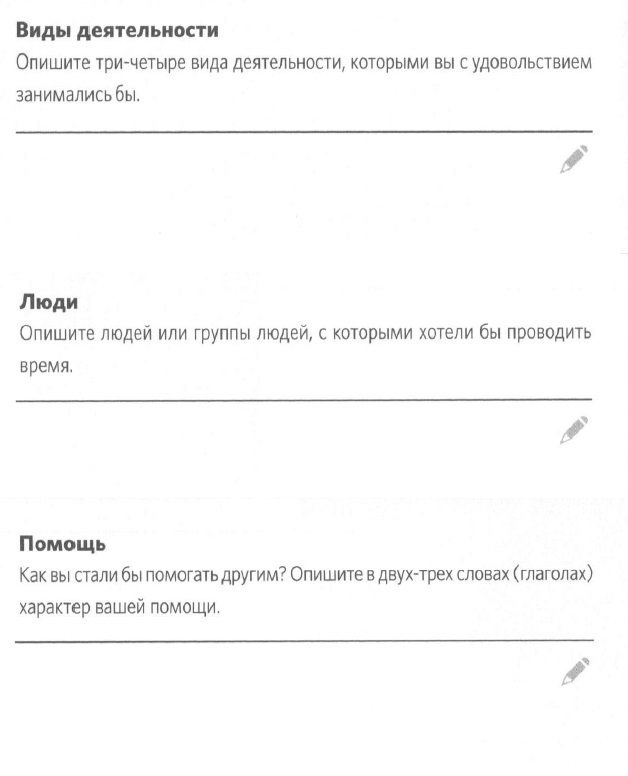 Виды деятельности
Опишите три-четыре вида деятельности, которыми вы с удовольствием
занимались бы.
Люди
Опишите людей или группы людей, с которыми хотели бы проводить
время.
Помощь
Как вы стали бы помогать другим? Опишите в двух-трех словах (глаголах)
характер вашей помощи.